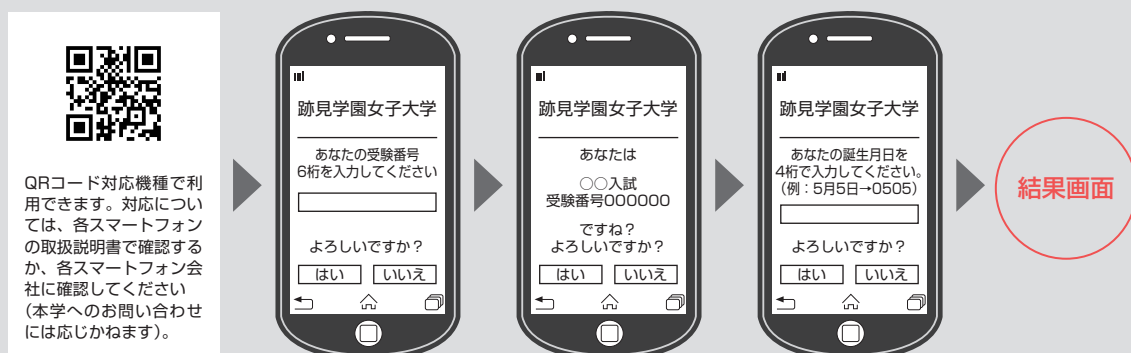 QRコード対応機種で利
用できます。対応につい
ては、各スマートフォン
の取扱説明書で確認する
か、各スマートフォン会
社に確認してください
(本学へのお問い合わせ
には応じかねます)。
跡見学園女子大学
あなたの受験番号
6桁を入力してください
よろしいですか？
はい
いいえ
跡見学園女子大学
あなたは
○○入試
受験番号000000
ですね？
よろしいですか？
はい
いいえ
跡見学園女子大学
あなたの誕生月日を
4桁で入力してください。
(例：5月5日→0505)
よろしいですか？
はい
いいえ
結果画面